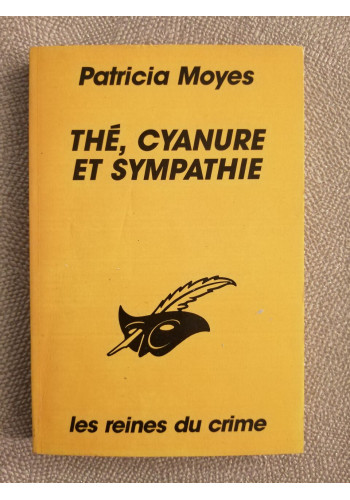 Patricia Moyes
THÉ, CYANURE
ET SYMPATHIE
les reines du crime